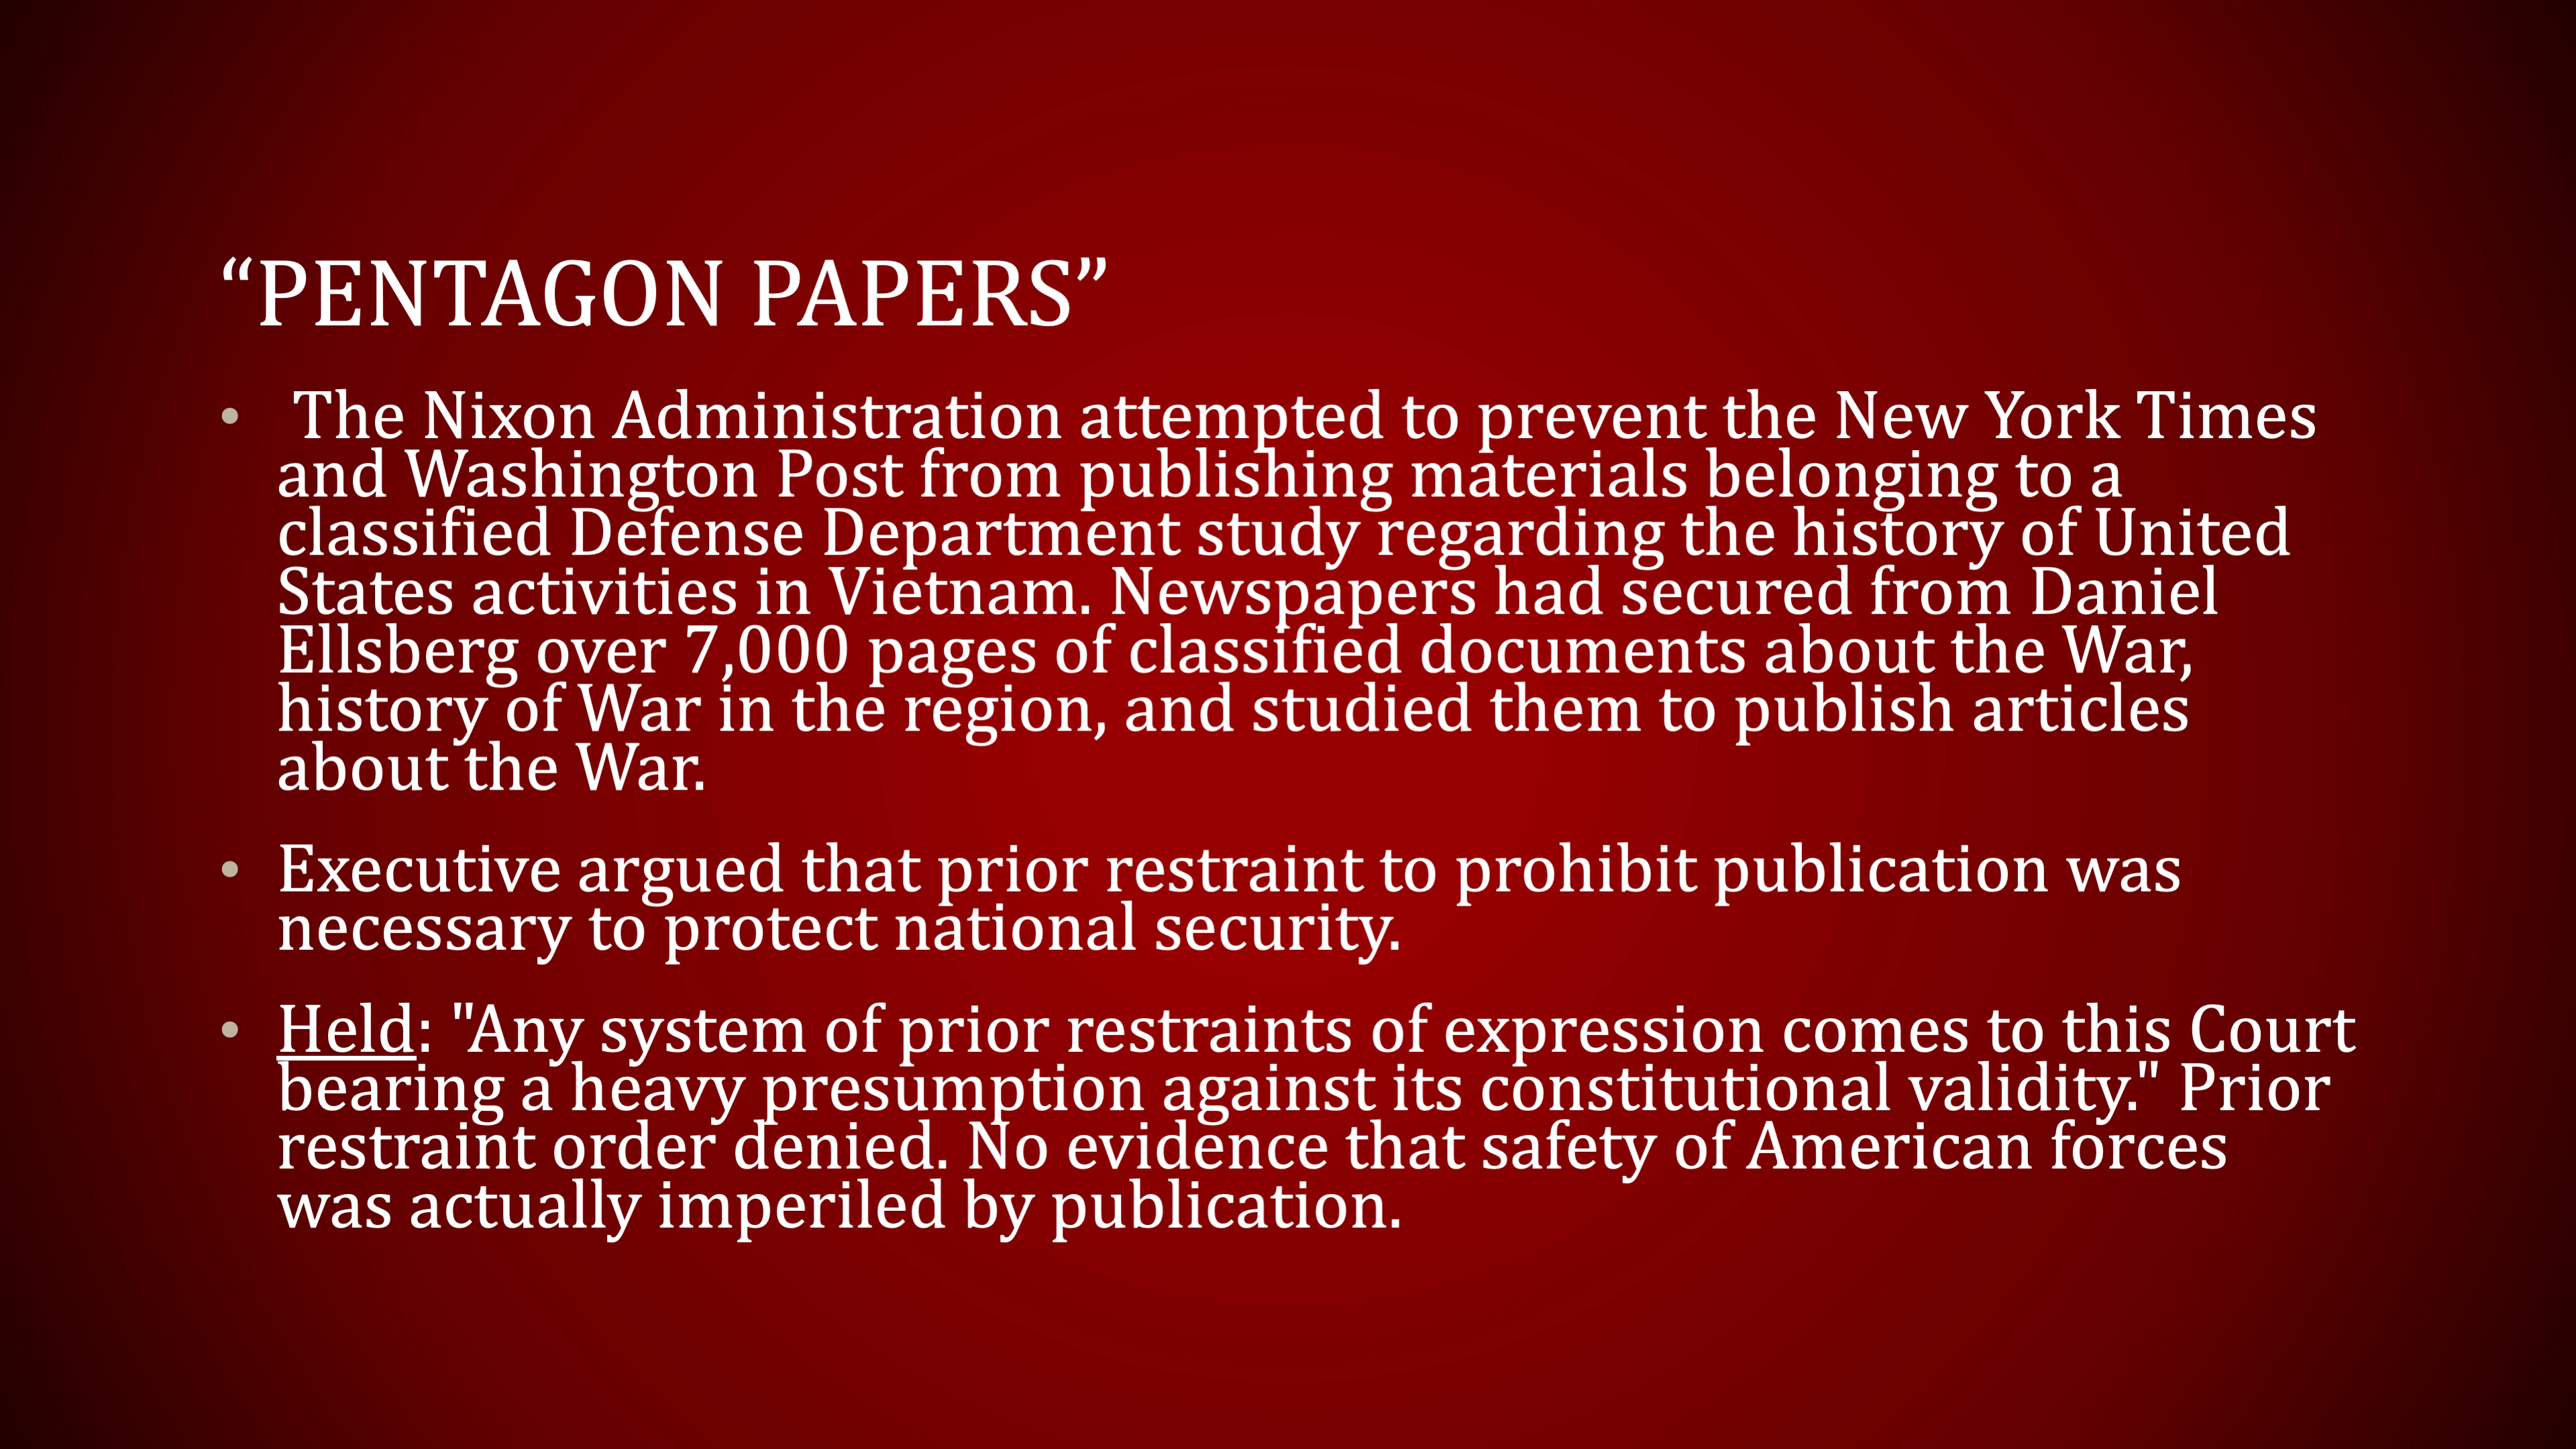 “PENTAGON PAPERS”
• The Nixon Administration attempted to prevent the New York Times
and Washington Post from publishing materials belonging to a
classified Defense Department study regarding the history of United
States activities in Vietnam. Newspapers had secured from Daniel
Ellsberg over 7,000 pages of classified documents about the War,
history of War in the region, and studied them to publish articles
about the War.
• Executive argued that prior restraint to prohibit publication was
necessary to protect national security.
• Held: "Any system of prior restraints of expression comes to this Court
bearing a heavy presumption against its constitutional validity." Prior
restraint order denied. No evidence that safety of American forces
was actually imperiled by publication.